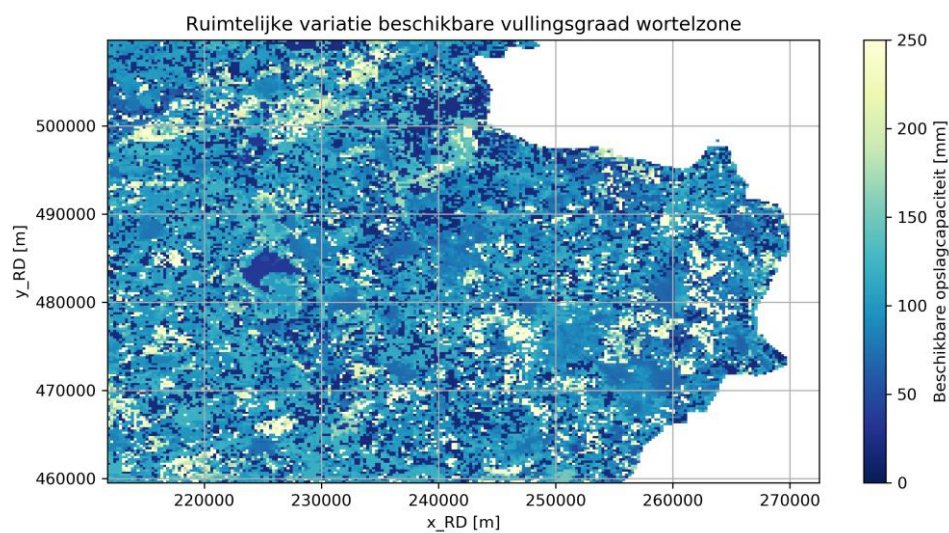 Ruimtelijke variatie beschikbare vullingsgraad wortelzone
250
500000
200
490000
150
y_RD [m]
Beschikbare opslagcapaciteit [mm]
480000
100
470000
50
460000
0
220000 230000 240000 250000 260000 270000
x_RD [m]